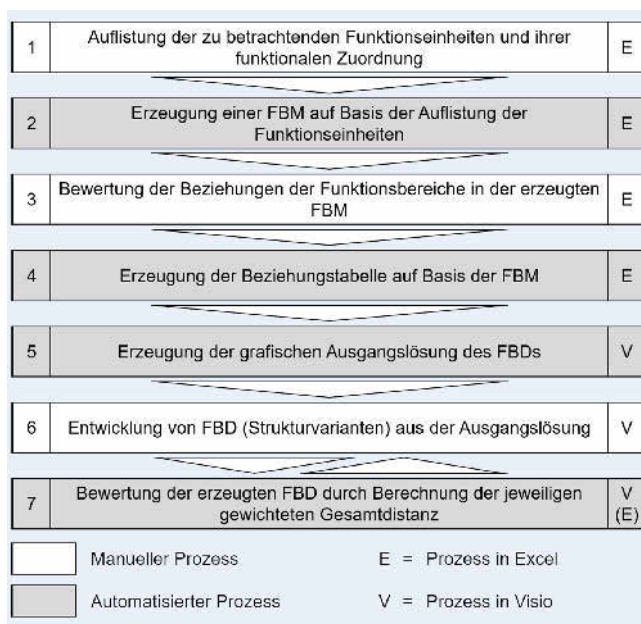 1 Auflistung der zu betrachtenden Funktionseinheiten und ihrer E
funktionalen Zuordnung
2 Erzeugung einer FBM auf Basis der Auflistung der E
Funktionseinheiten
3 Bewertung der Beziehungen der Funktionsbereiche in der erzeugten E
FBM
4 Erzeugung der Beziehungstabelle auf Basis der FBM E
5 Erzeugung der grafischen Ausgangslösung des FBDs V
6 Entwicklung von FBD (Strukturvarianten) aus der Ausgangslösung V
7 Bewertung der erzeugten FBD durch Berechnung der jeweiligen V
gewichteten Gesamtdistanz (E)
Manueller Prozess E = Prozess in Excel
Automatisierter Prozess V = Prozess in Visio